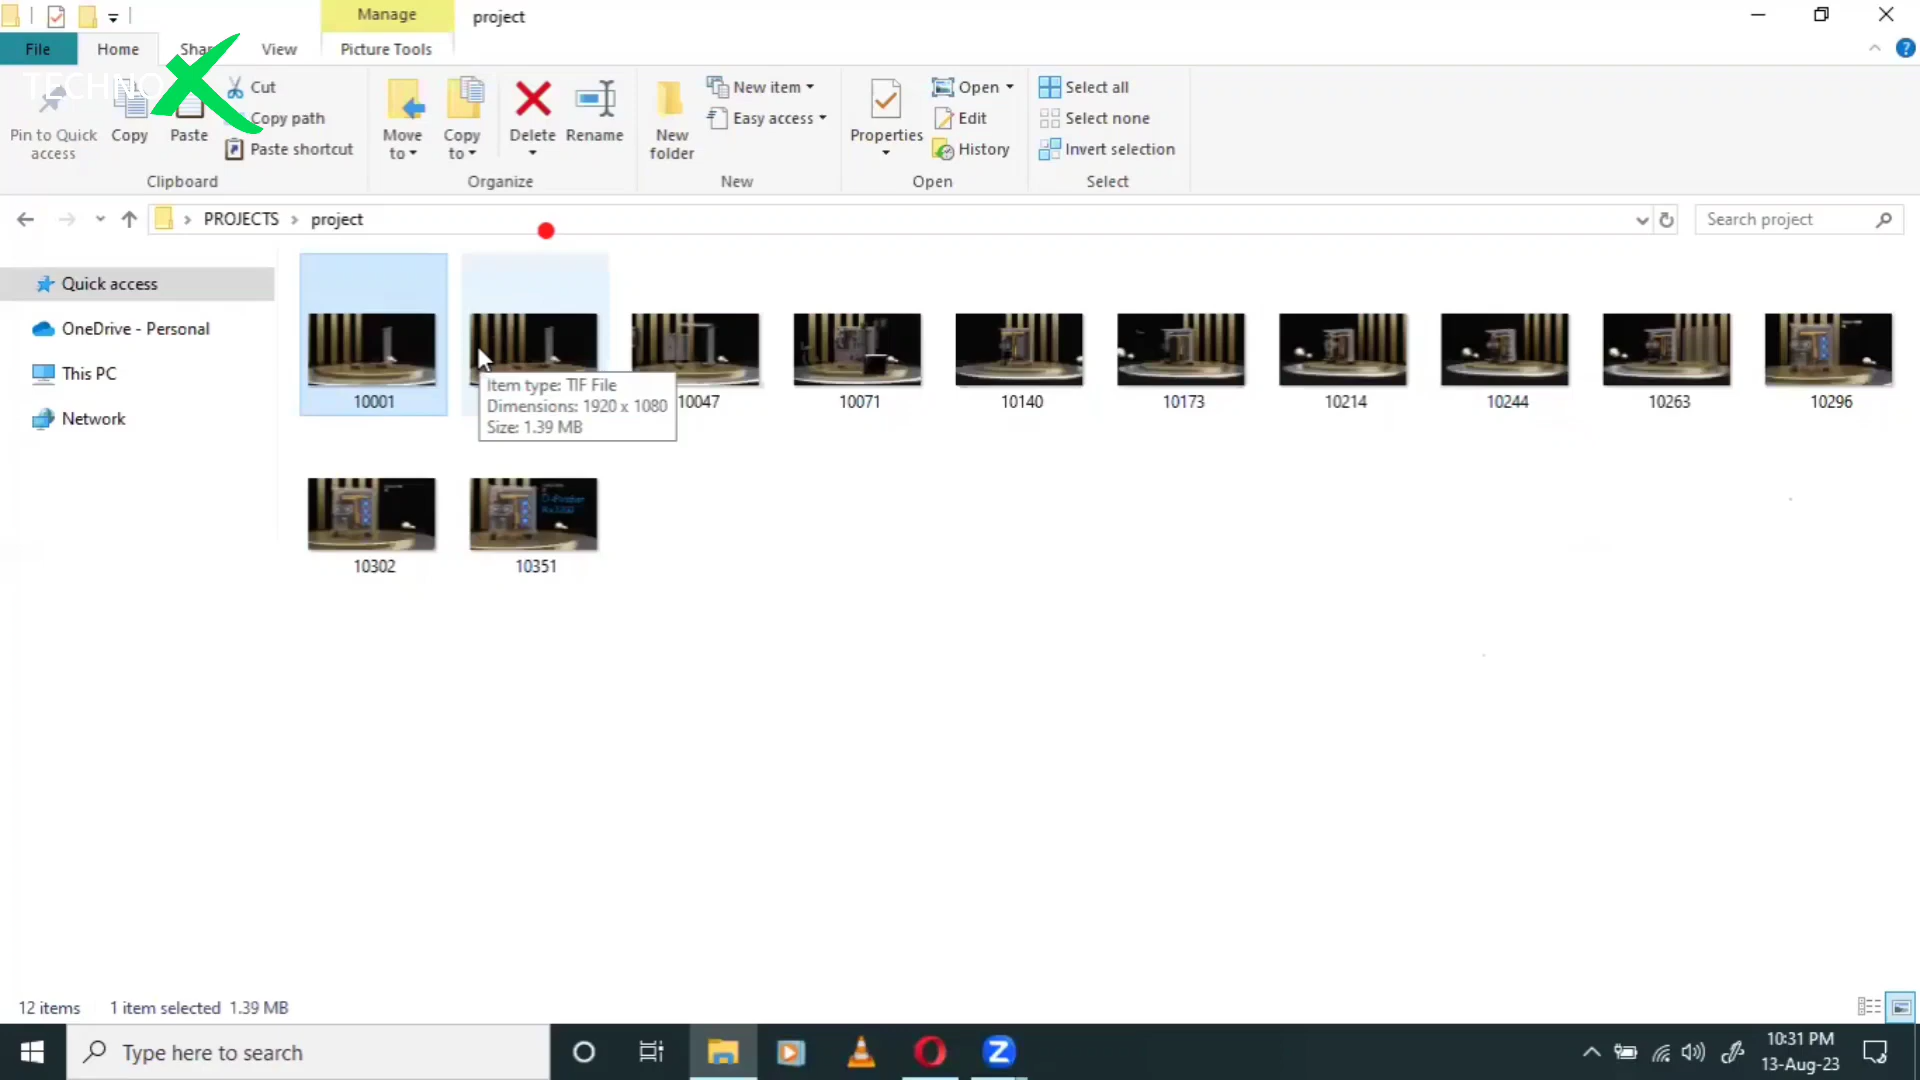 Manage
project
File
Home
Share
View
Picture Tools
TECHNO
X
Pin to Quick access
Copy
Paste
Cut
Copy path
Paste shortcut
Clipboard
Move to
Copy to
Delete
Rename
Organize
New folder
New item
Easy access
New
Properties
Open
Edit
History
Open
Select all
Select none
Invert selection
Select
PROJECTS
project
Search project
Quick access
OneDrive - Personal
This PC
Network
10001
10047
10071
10140
10173
10214
10244
10263
10296
Item type: TIF File
Dimensions: 1920 x 1080
Size: 1.39 MB
10302
10351
12 items
1 item selected 1.39 MB
Type here to search
10:31 PM
13-Aug-23